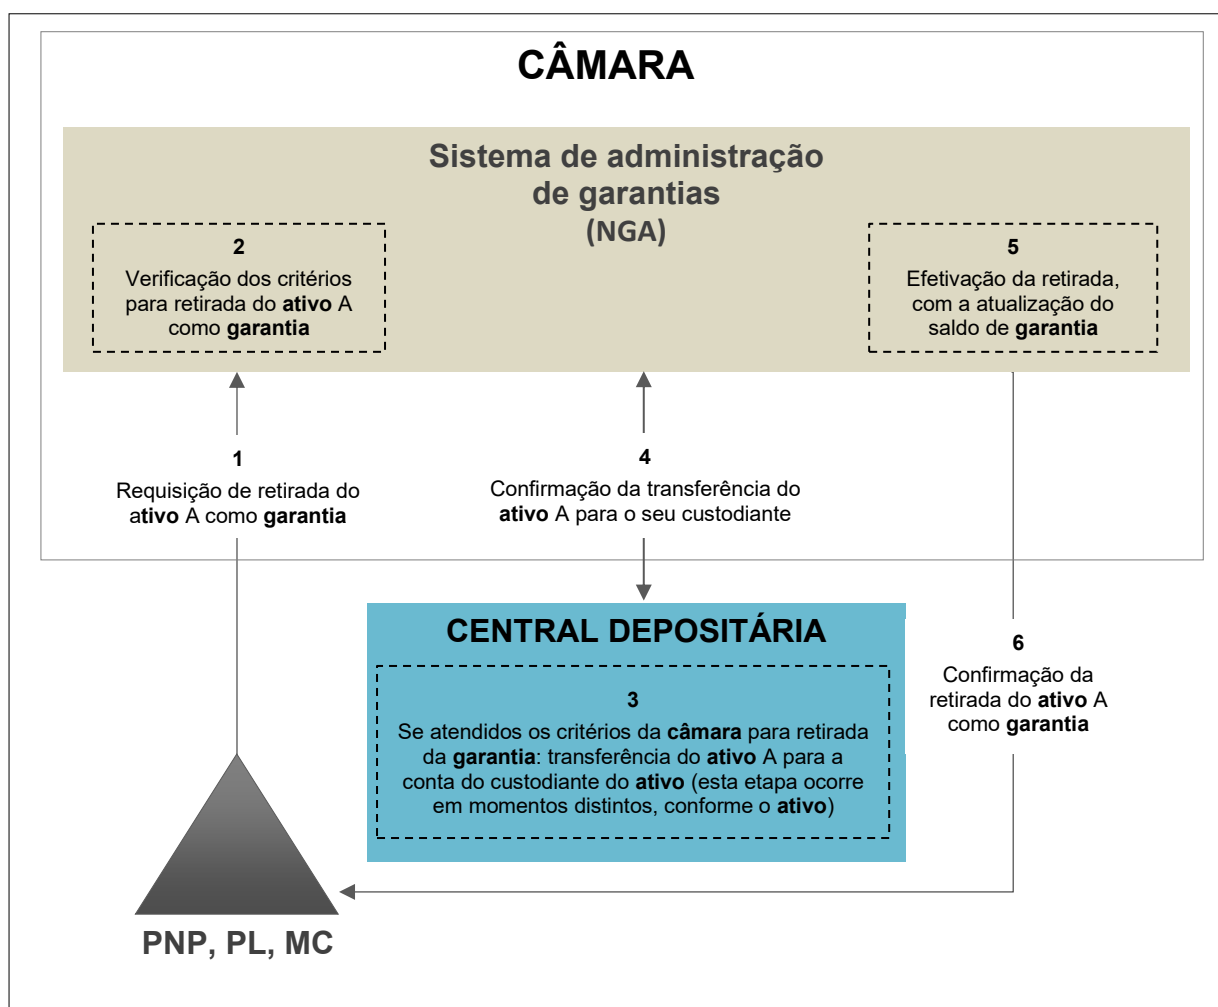 CÂMARA
Sistema de administração
de garantias
(NGA)
2
Verificação dos critérios
para retirada do ativo A
como garantia
5
Efetivação da retirada,
com a atualização do
saldo de garantia
1
Requisição de retirada do
ativo A como garantia
4
Confirmação da transferência do
ativo A para o seu custodiante
CENTRAL DEPOSITÁRIA
3
Se atendidos os critérios da câmara para retirada
da garantia: transferência do ativo A para a
conta do custodiante do ativo (esta etapa ocorre
em momentos distintos, conforme o ativo)
6
Confirmação da
retirada do ativo A
como garantia
PNP, PL, MC